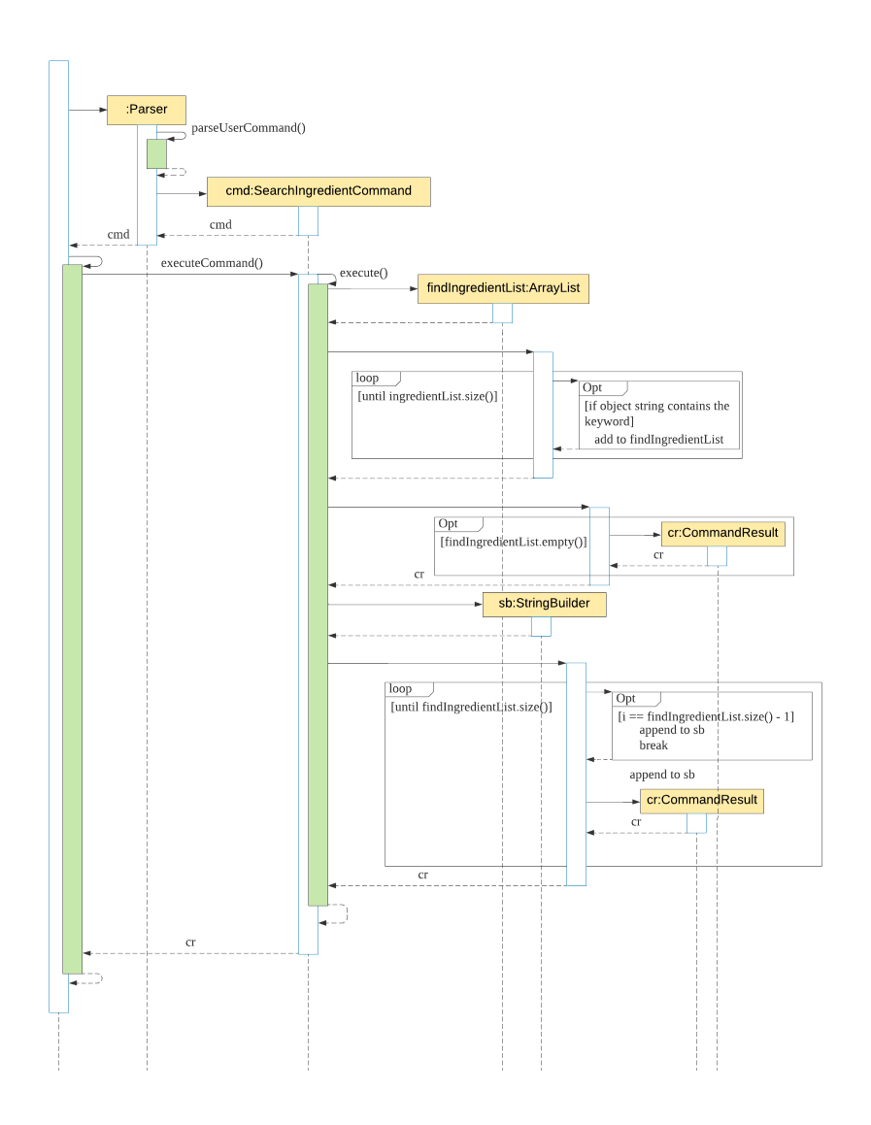 :Parser
parseUserCommand()
cmd:SearchIngredientCommand
cmd
cmd
executeCommand()
execute()
findIngredientList:ArrayList
loop
[until ingredientList.size()]
Opt
[if object string contains the
keyword]
add to findIngredientList
Opt
[findIngredientList.empty()]
cr:CommandResult
cr
cr
sb:StringBuilder
loop
[until findIngredientList.size()]
Opt
[i == findIngredientList.size() - 1]
append to sb
break
append to sb
cr:CommandResult
cr
cr
cr